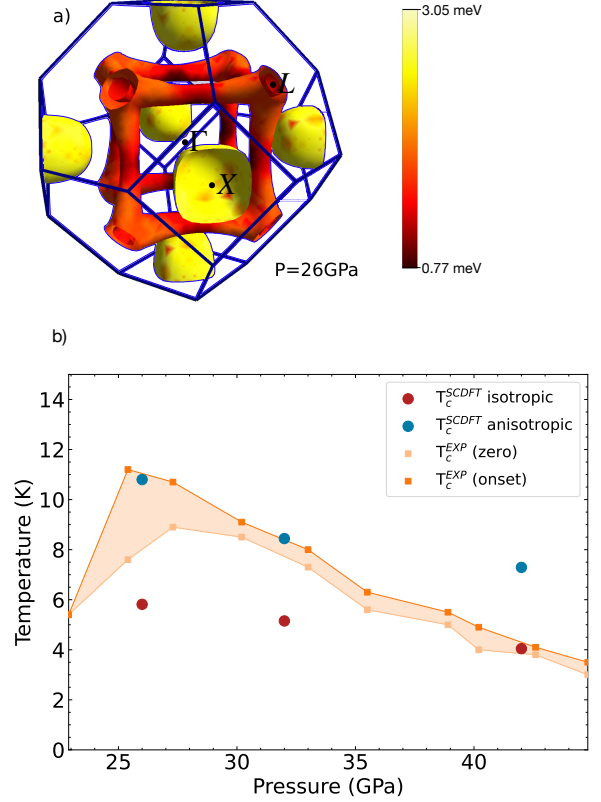 a)
3.05 meV
L
Γ
X
P=26GPa
0.77 meV
b)
T_c^{SCDFT} isotropic
T_c^{SCDFT} anisotropic
T_c^{EXP} (zero)
T_c^{EXP} (onset)
14
12
10
8
6
4
2
0
Temperature (K)
25 30 35 40
Pressure (GPa)